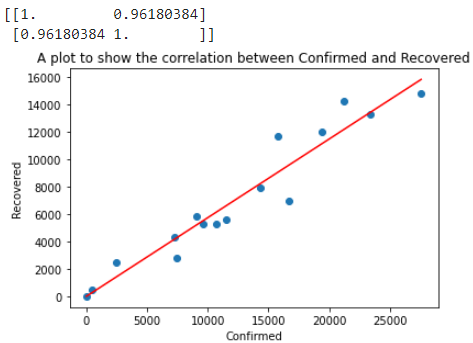 [[1.         0.96180384]
 [0.96180384 1.        ]]
A plot to show the correlation between Confirmed and Recovered
16000
14000
12000
10000
8000
6000
4000
2000
0
Recovered
0 5000 10000 15000 20000 25000
Confirmed